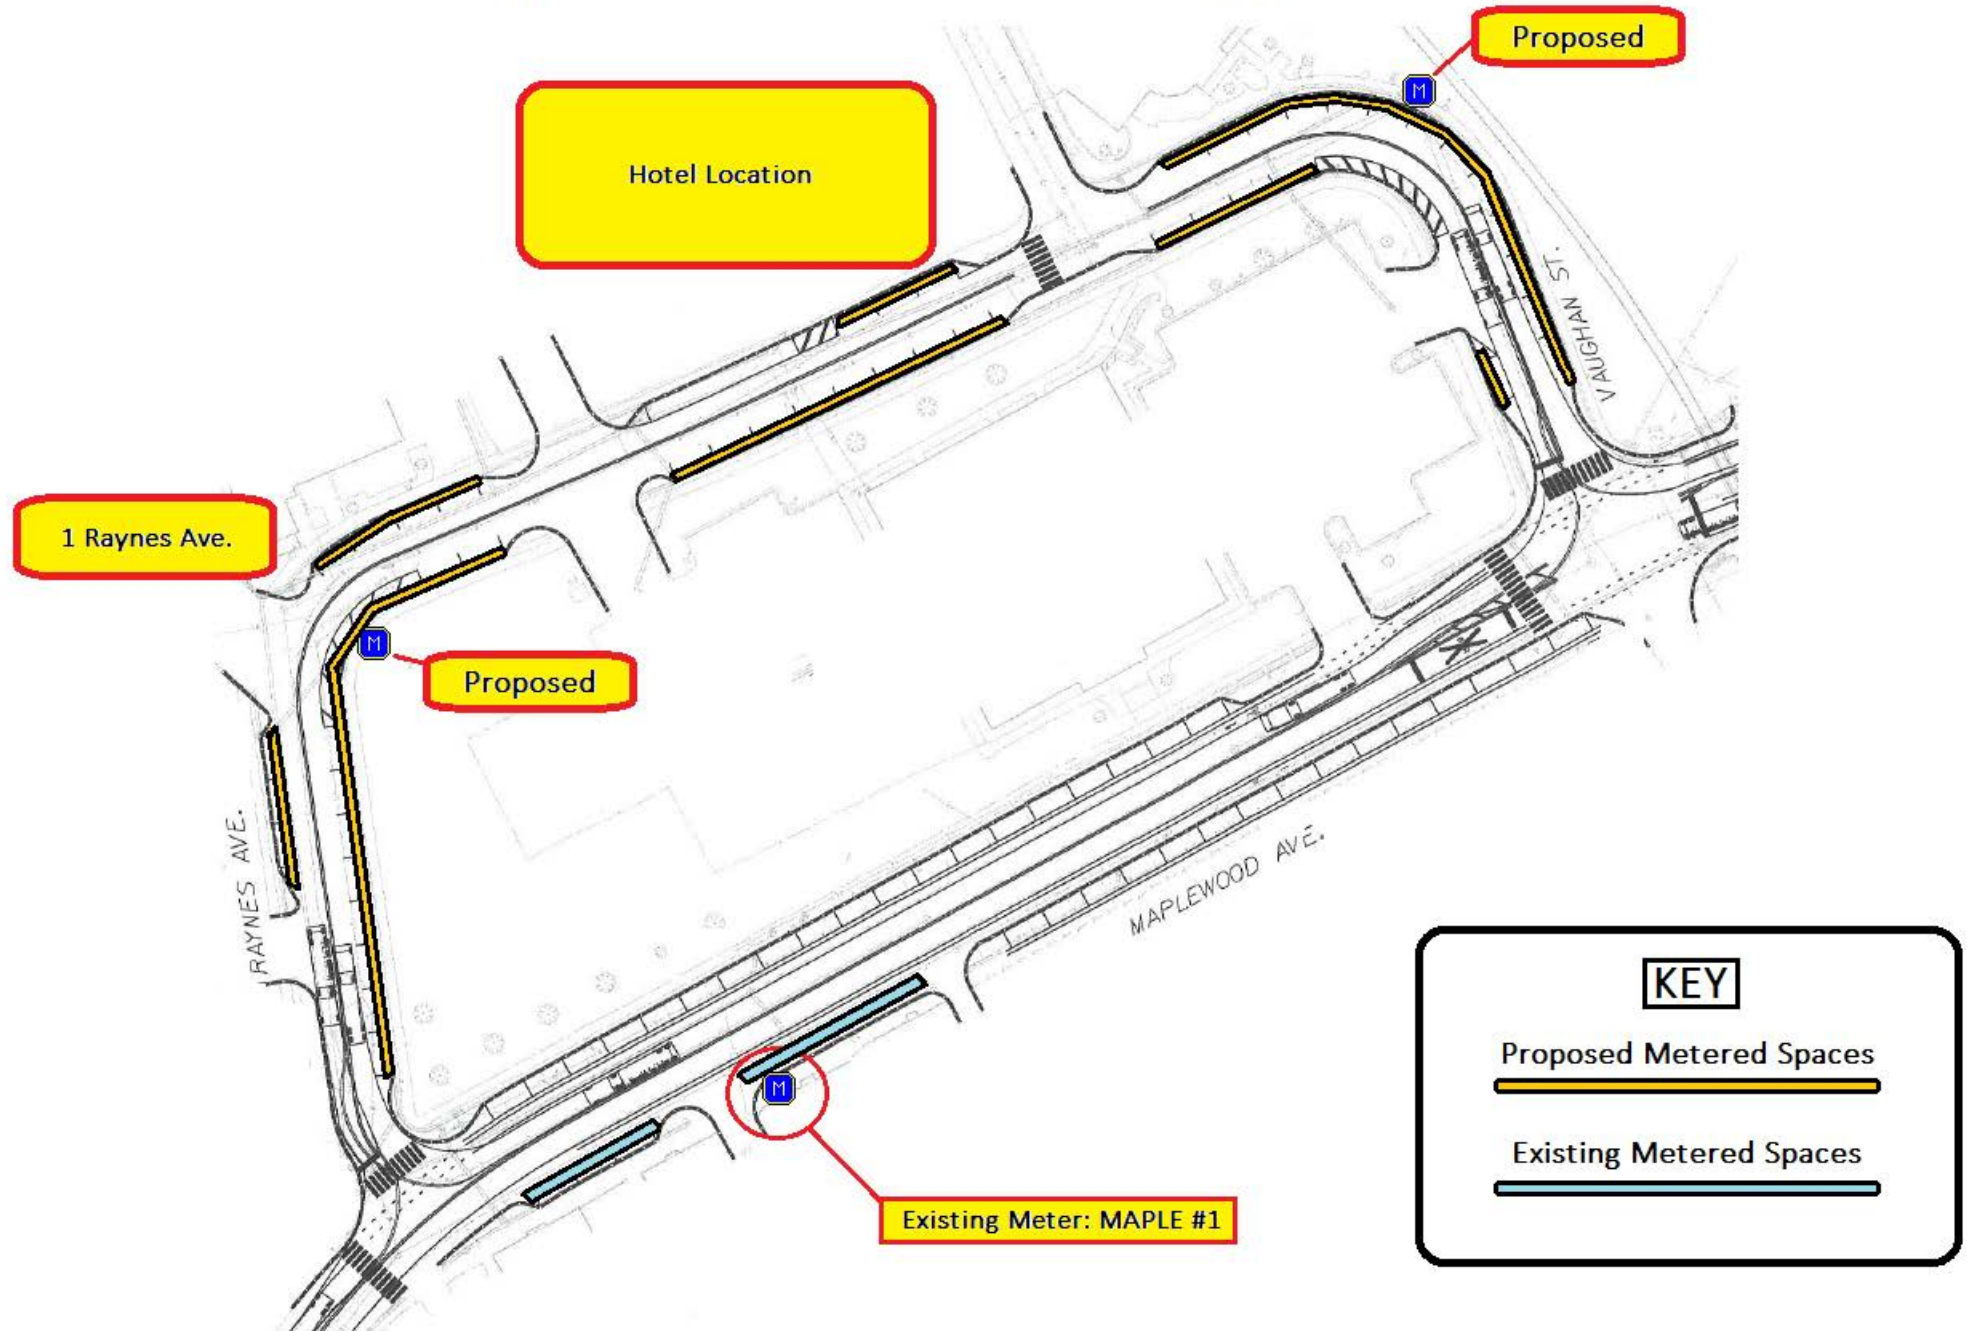 Proposed
M
Hotel Location
VAUGHAN ST.
1 Raynes Ave.
M
Proposed
RAYNES AVE.
MAPLEWOOD AVE.
M
Existing Meter: MAPLE #1
KEY
Proposed Metered Spaces
Existing Metered Spaces